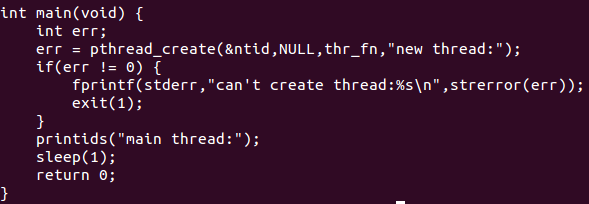 int main(void) {
    int err;
    err = pthread_create(&ntid,NULL,thr_fn,"new thread:");
    if(err != 0) {
        fprintf(stderr,"can't create thread:%s\n",strerror(err));
        exit(1);
    }
    printids("main thread:");
    sleep(1);
    return 0;
}